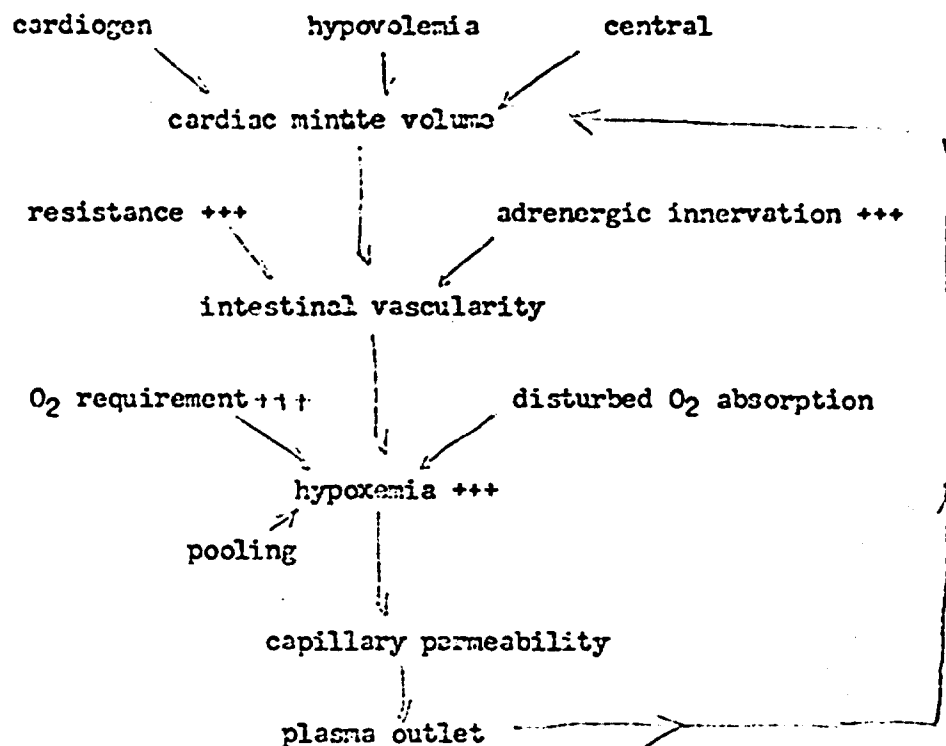 cardiogen hypovolemia central
cardiac mintte volume
resistance +++ adrenergic innervation +++
intestinal vascularity
O2 requirement +++ disturbed O2 absorption
hypoxemia +++
pooling
capillary permeability
plasma outlet